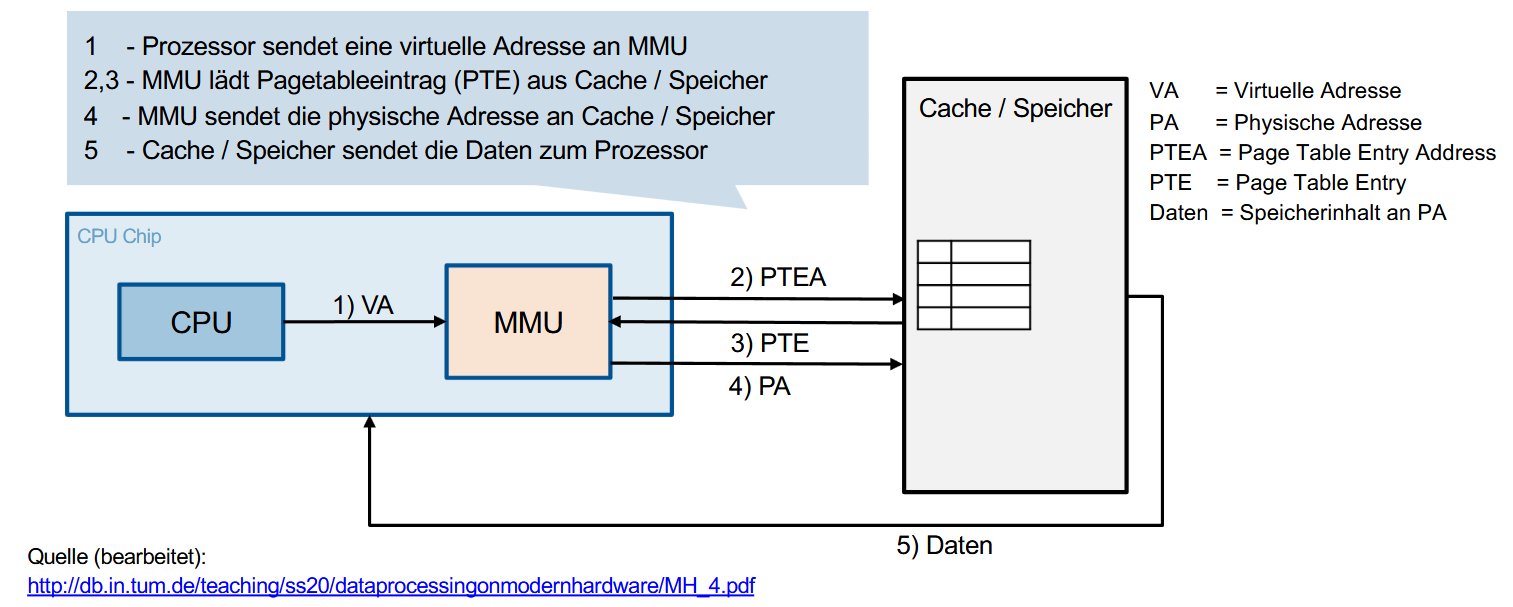 1 - Prozessor sendet eine virtuelle Adresse an MMU
2,3 - MMU lädt Pagetableeintrag (PTE) aus Cache / Speicher
4 - MMU sendet die physische Adresse an Cache / Speicher
5 - Cache / Speicher sendet die Daten zum Prozessor
Cache / Speicher
VA = Virtuelle Adresse
PA = Physische Adresse
PTEA = Page Table Entry Address
PTE = Page Table Entry
Daten = Speicherinhalt an PA
CPU Chip
CPU
1) VA
MMU
2) PTEA
3) PTE
4) PA
5) Daten
Quelle (bearbeitet):
http://db.in.tum.de/teaching/ss20/dataprocessingonmodernhardware/MH_4.pdf